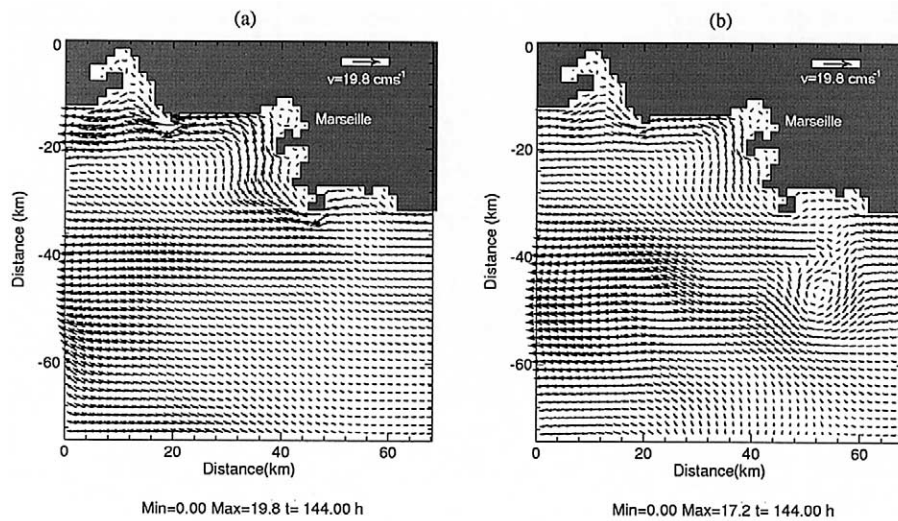 (a)
(b)
0
-20
-40
-60
Distance (km)
v=19.8 cms-1
Marseille
0
20
40
60
Distance(km)
Min=0.00 Max=19.8 t= 144.00 h
0
-20
-40
-60
Distance (km)
v=19.8 cms-1
Marseille
0
20
40
60
Distance(km)
Min=0.00 Max=17.2 t= 144.00 h